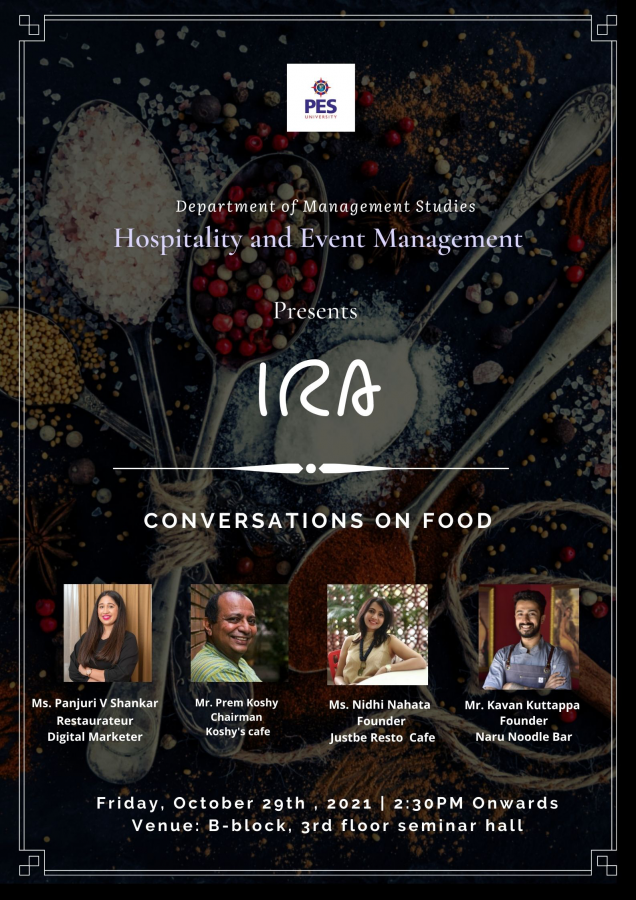 PES
UNIVERSITY
Department of Management Studies
Hospitality and Event Management
Presents
IRA
CONVERSATIONS ON FOOD
Ms. Panjuri V Shankar
Restaurateur
Digital Marketer
Mr. Prem Koshy
Chairman
Koshy's cafe
Ms. Nidhi Nahata
Founder
Justbe Resto Cafe
Mr. Kavan Kuttappa
Founder
Naru Noodle Bar
Friday, October 29th , 2021 | 2:30PM Onwards
Venue: B-block, 3rd floor seminar hall